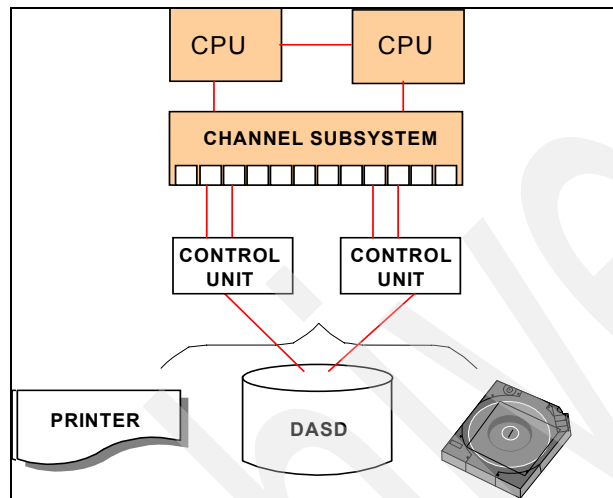 CPU
CPU
CHANNEL SUBSYSTEM
CONTROL
UNIT
CONTROL
UNIT
PRINTER
DASD